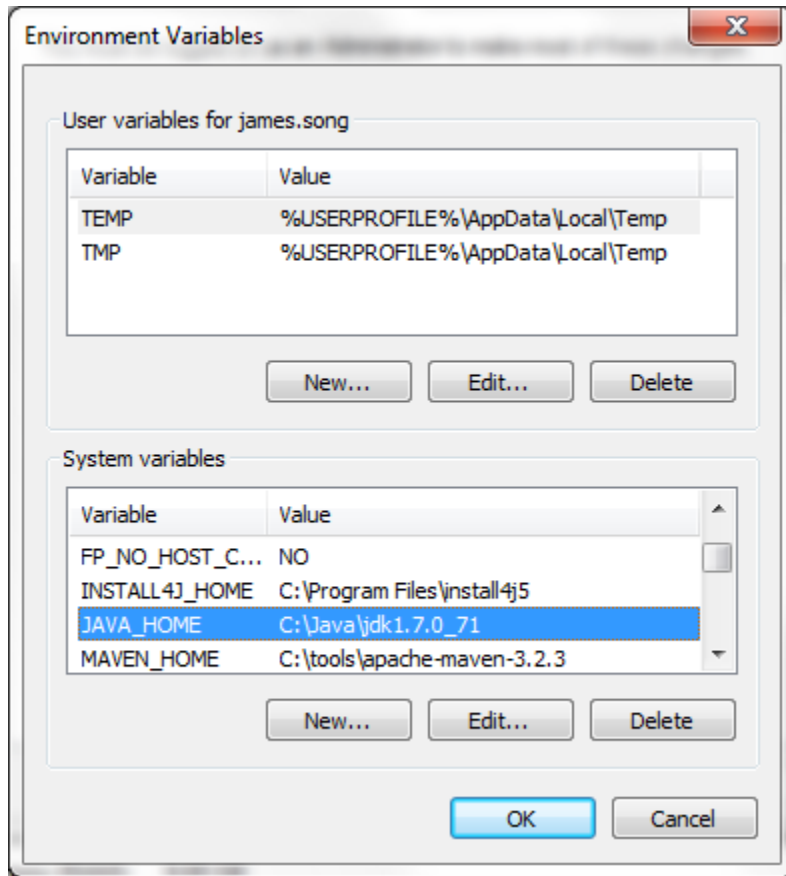 Environment Variables
User variables for james.song
Variable Value
TEMP %USERPROFILE%\AppData\Local\Temp
TMP %USERPROFILE%\AppData\Local\Temp
New... Edit... Delete
System variables
Variable Value
FP_NO_HOST_C... NO
INSTALL4J_HOME C:\Program Files\install4j5
JAVA_HOME C:\Java\jdk1.7.0_71
MAVEN_HOME C:\tools\apache-maven-3.2.3
New... Edit... Delete
OK Cancel